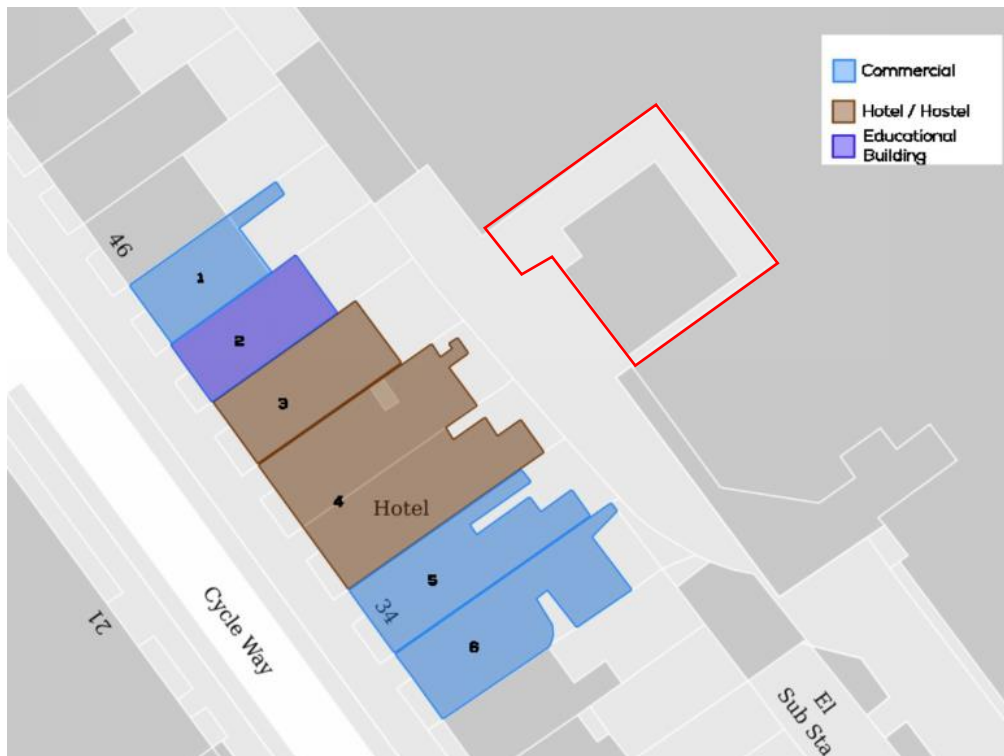 Commercial
Hotel / Hostel
Educational
Building
46
1
2
3
4
Hotel
5
34
6
Cycle Way
21
El
Sub Sta